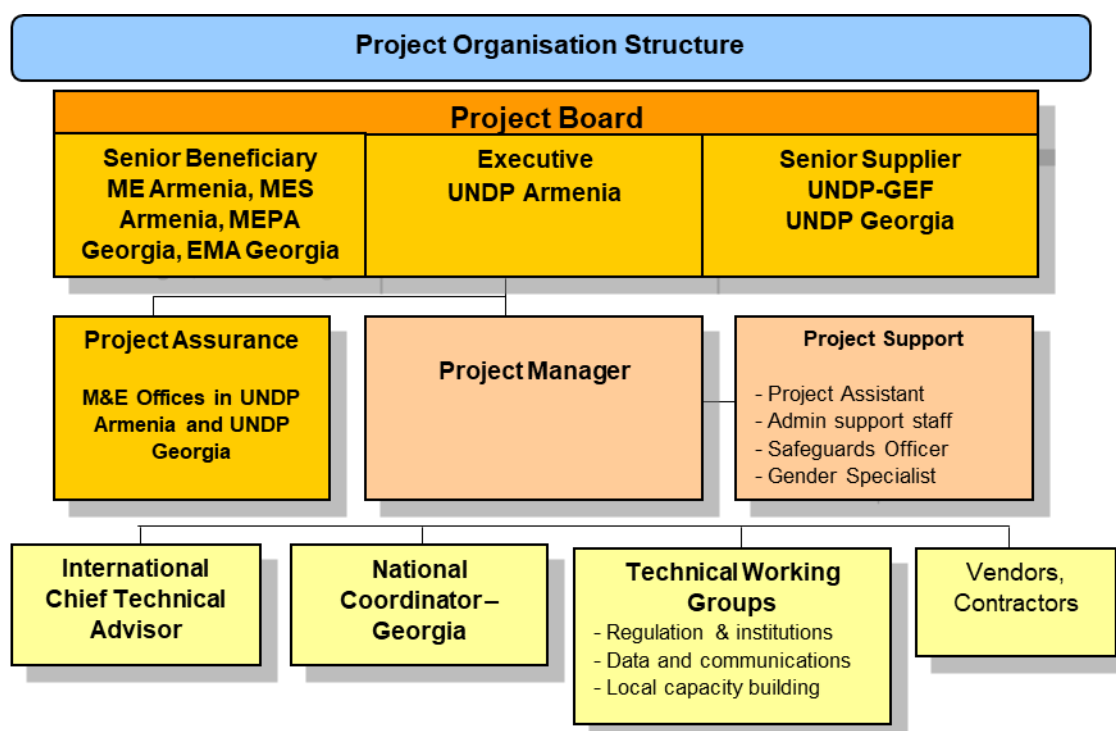 Project Organisation Structure
Project Board
Senior Beneficiary
ME Armenia, MES
Armenia, MEPA
Georgia, EMA Georgia
Executive
UNDP Armenia
Senior Supplier
UNDP-GEF
UNDP Georgia
Project Assurance
M&E Offices in UNDP
Armenia and UNDP
Georgia
Project Manager
Project Support
- Project Assistant
- Admin support staff
- Safeguards Officer
- Gender Specialist
International
Chief Technical
Advisor
National
Coordinator–
Georgia
Technical Working
Groups
- Regulation & institutions
- Data and communications
- Local capacity building
Vendors,
Contractors